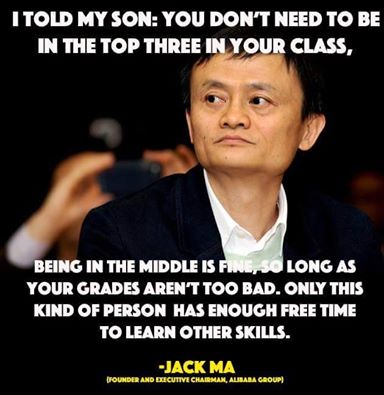 I TOLD MY SON: YOU DON'T NEED TO BE
IN THE TOP THREE IN YOUR CLASS,
BEING IN THE MIDDLE IS FINE, SO LONG AS
YOUR GRADES AREN'T TOO BAD. ONLY THIS
KIND OF PERSON HAS ENOUGH FREE TIME
TO LEARN OTHER SKILLS.
-JACK MA
(FOUNDER AND EXECUTIVE CHAIRMAN, ALIBABA GROUP)